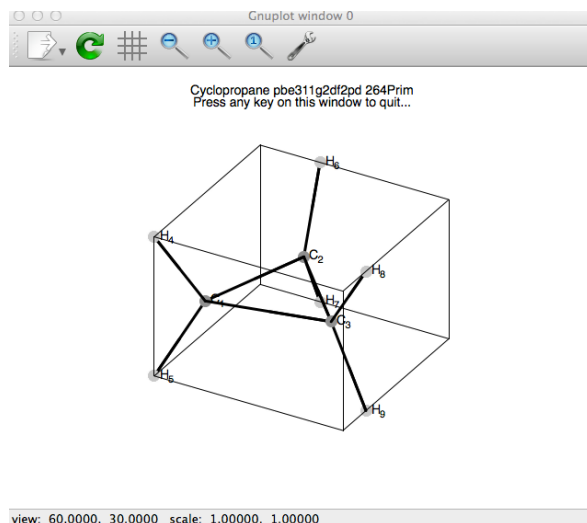 Gnuplot window 0
Cyclopropane pbe311g2df2pd 264Prim
Press any key on this window to quit...
H6
H4
C2
H8
H7
C3
H5
H9
view: 60.0000, 30.0000 scale: 1.00000, 1.00000